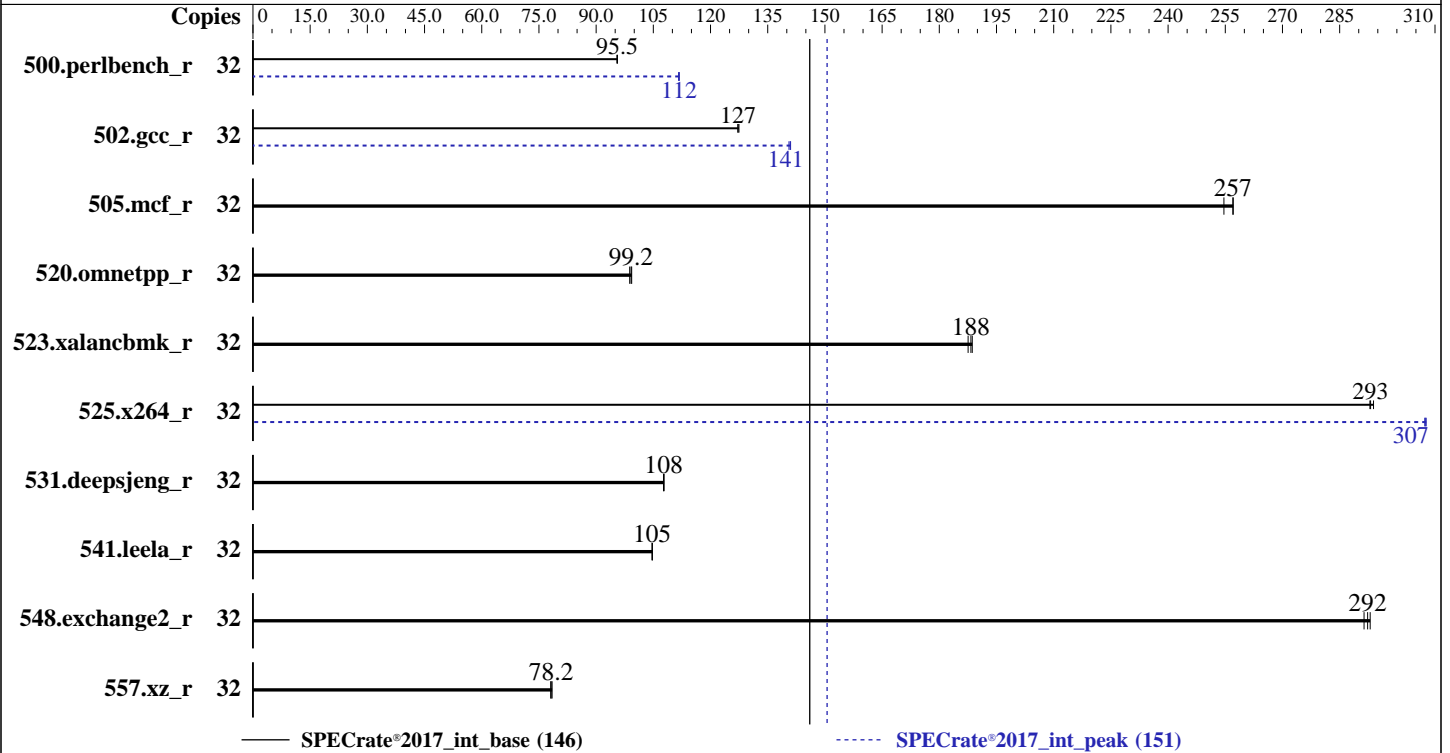 Copies 0 15.0 30.0 45.0 60.0 75.0 90.0 105 120 135 150 165 180 195 210 225 240 255 270 285 310
95.5
500.perlbench_r 32
112
127
502.gcc_r 32
141
257
505.mcf_r 32
99.2
520.omnetpp_r 32
188
523.xalancbmk_r 32
293
525.x264_r 32
307
108
531.deepsjeng_r 32
105
541.leela_r 32
292
548.exchange2_r 32
78.2
557.xz_r 32
SPECrate®2017_int_base (146) SPECrate®2017_int_peak (151)